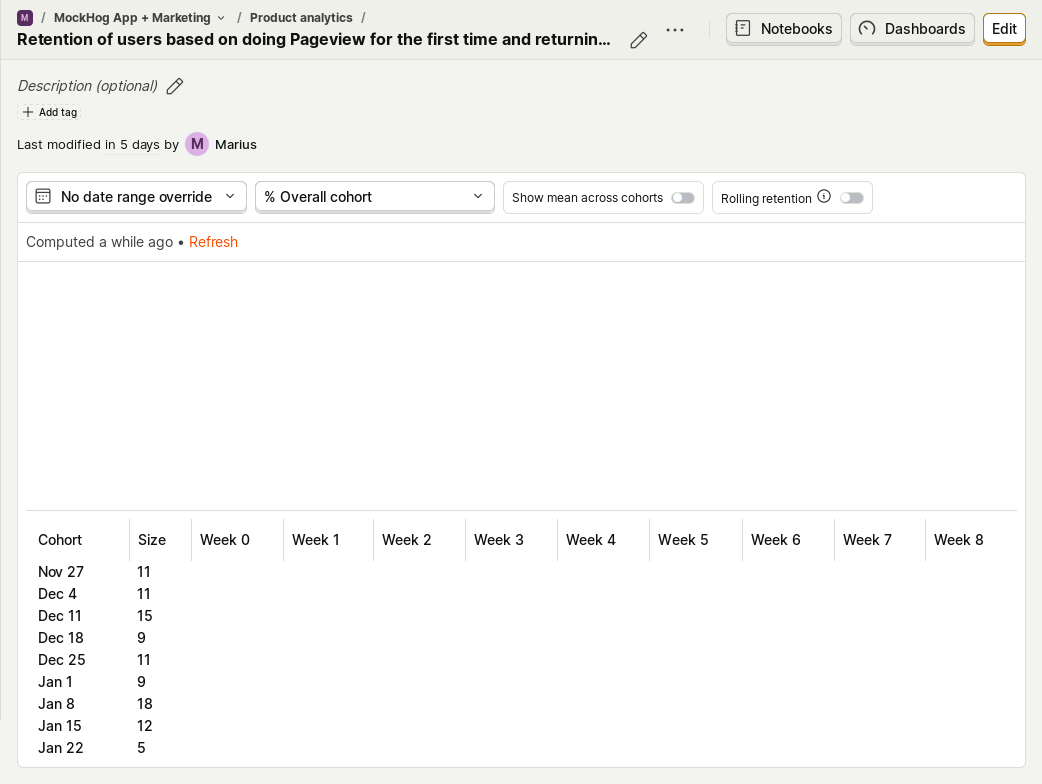 M / MockHog App + Marketing / Product analytics /
Retention of users based on doing Pageview for the first time and returnin...
Notebooks Dashboards Edit
Description (optional)
Add tag
Last modified in 5 days by M Marius
No date range override % Overall cohort Show mean across cohorts Rolling retention
Computed a while ago • Refresh
Cohort Size Week 0 Week 1 Week 2 Week 3 Week 4 Week 5 Week 6 Week 7 Week 8
Nov 27 11
Dec 4 11
Dec 11 15
Dec 18 9
Dec 25 11
Jan 1 9
Jan 8 18
Jan 15 12
Jan 22 5